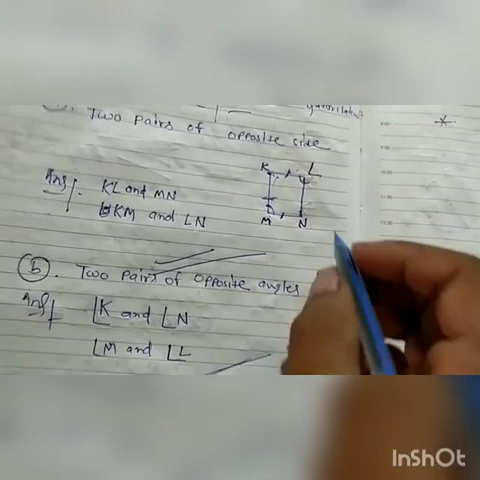 Two pairs of opposite side
K L
Ans KL and MN
KM and LN
M N
(b). Two pairs of opposite angles
Ans ∠K and ∠N
∠M and ∠L
InShOt